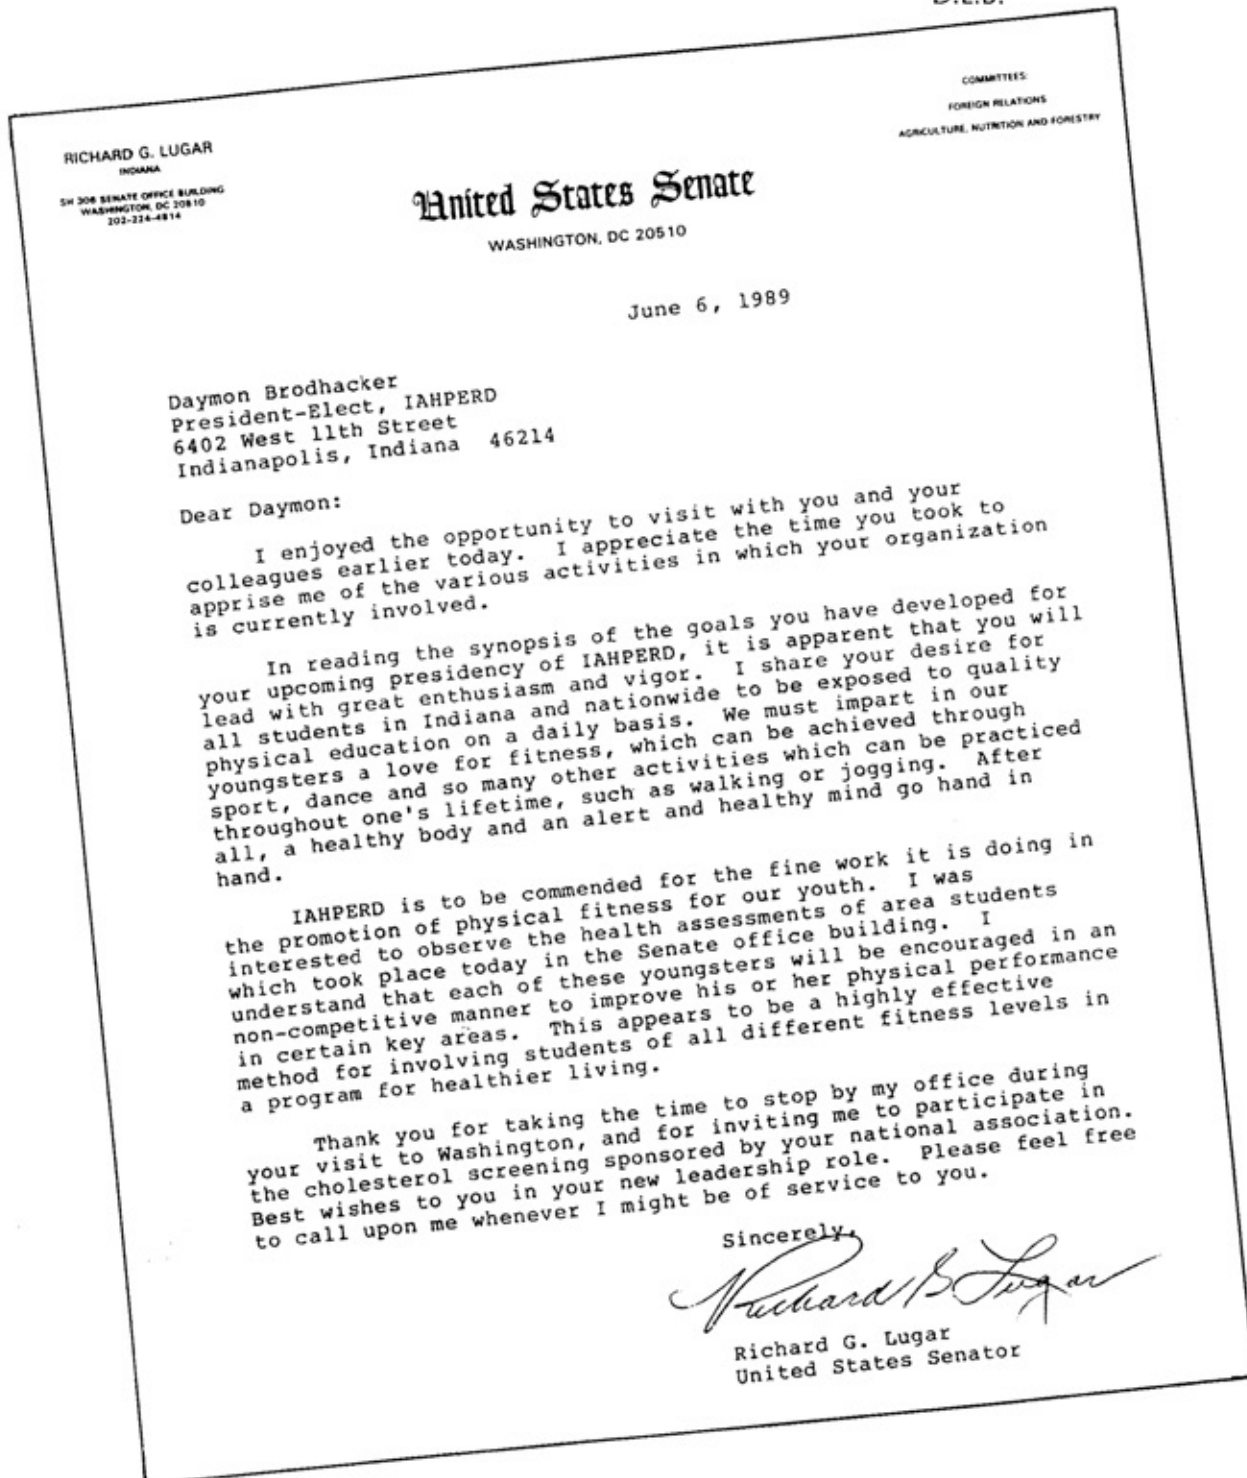 D.E.B.
COMMITTEES:
FOREIGN RELATIONS
AGRICULTURE, NUTRITION AND FORESTRY
RICHARD G. LUGAR
INDIANA
SH 306 SENATE OFFICE BUILDING
WASHINGTON, DC 20510
202-224-4814
United States Senate
WASHINGTON, DC 20510
June 6, 1989
Daymon Brodhacker
President-Elect, IAHPERD
6402 West 11th Street
Indianapolis, Indiana 46214
Dear Daymon:
I enjoyed the opportunity to visit with you and your
colleagues earlier today. I appreciate the time you took to
apprise me of the various activities in which your organization
is currently involved.
In reading the synopsis of the goals you have developed for
your upcoming presidency of IAHPERD, it is apparent that you will
lead with great enthusiasm and vigor. I share your desire for
all students in Indiana and nationwide to be exposed to quality
physical education on a daily basis. We must impart in our
youngsters a love for fitness, which can be achieved through
sport, dance and so many other activities which can be practiced
throughout one's lifetime, such as walking or jogging. After
all, a healthy body and an alert and healthy mind go hand in
hand.
IAHPERD is to be commended for the fine work it is doing in
the promotion of physical fitness for our youth. I was
interested to observe the health assessments of area students
which took place today in the Senate office building. I
understand that each of these youngsters will be encouraged in an
non-competitive manner to improve his or her physical performance
in certain key areas. This appears to be a highly effective
method for involving students of all different fitness levels in
a program for healthier living.
Thank you for taking the time to stop by my office during
your visit to Washington, and for inviting me to participate in
the cholesterol screening sponsored by your national association.
Best wishes to you in your new leadership role. Please feel free
to call upon me whenever I might be of service to you.
Sincerely,
Richard G Lugar
Richard G. Lugar
United States Senator